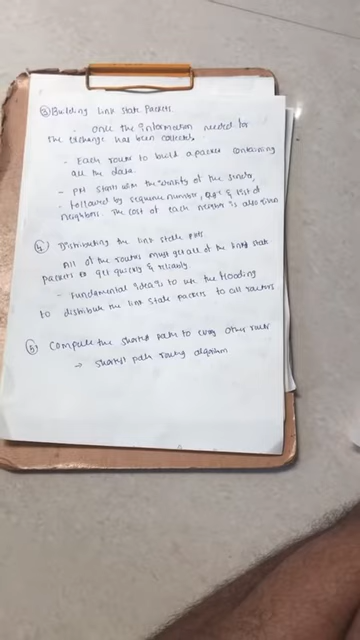 ③ Building Link State Packets
- Once the information needed for
the exchange has been collected,
- Each router to build a packet containing
all the data.
- pkt starts with the identity of the sender,
- followed by sequence number, & list of
neighbors. The cost of each neighbor is also given
④ Distributing the link state pkts.
All of the routers must get all of the link state
packets quickly & reliably
- Fundamental idea is to use the flooding
to distribute the link state packets to all routers
⑤ Compute the shortest path to every other router
→ shortest path routing algorithm